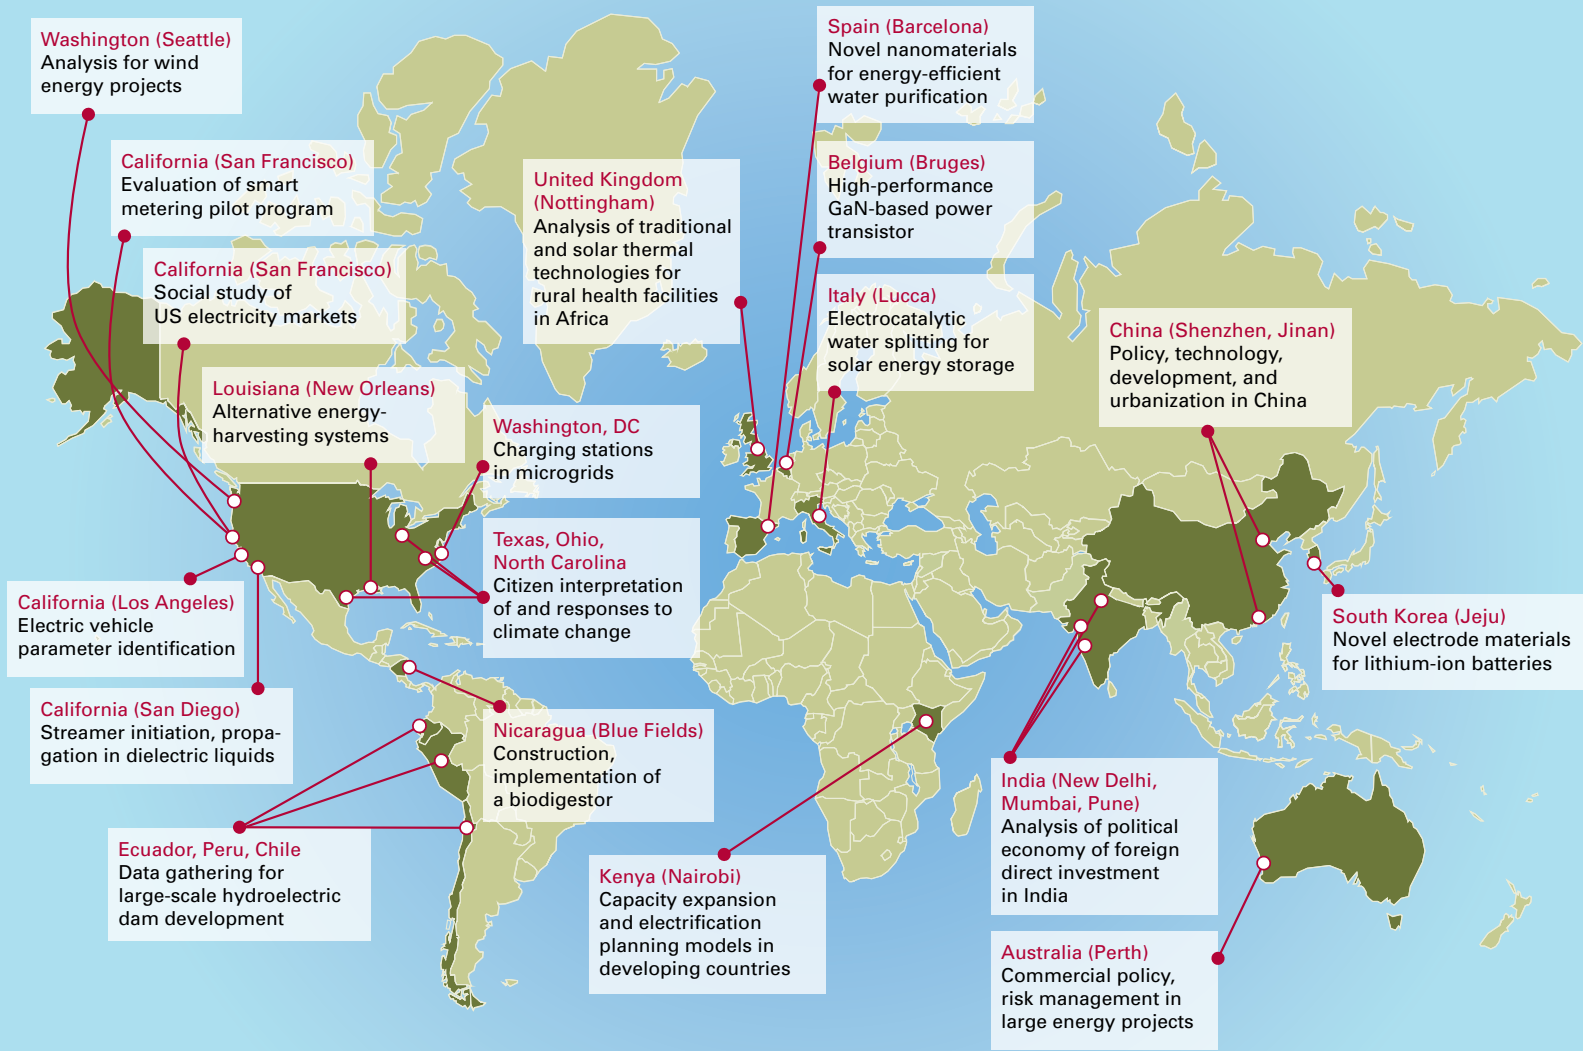 Washington (Seattle)
Analysis for wind
energy projects
California (San Francisco)
Evaluation of smart
metering pilot program
California (San Francisco)
Social study of
US electricity markets
Louisiana (New Orleans)
Alternative energy-
harvesting systems
Washington, DC
Charging stations
in microgrids
Texas, Ohio,
North Carolina
Citizen interpretation
of and responses to
climate change
California (Los Angeles)
Electric vehicle
parameter identification
California (San Diego)
Streamer initiation, propa-
gation in dielectric liquids
Nicaragua (Blue Fields)
Construction,
implementation of
a biodigestor
Ecuador, Peru, Chile
Data gathering for
large-scale hydroelectric
dam development
United Kingdom
(Nottingham)
Analysis of traditional
and solar thermal
technologies for
rural health facilities
in Africa
Spain (Barcelona)
Novel nanomaterials
for energy-efficient
water purification
Belgium (Bruges)
High-performance
GaN-based power
transistor
Italy (Lucca)
Electrocatalytic
water splitting for
solar energy storage
China (Shenzhen, Jinan)
Policy, technology,
development, and
urbanization in China
South Korea (Jeju)
Novel electrode materials
for lithium-ion batteries
Kenya (Nairobi)
Capacity expansion
and electrification
planning models in
developing countries
India (New Delhi,
Mumbai, Pune)
Analysis of political
economy of foreign
direct investment
in India
Australia (Perth)
Commercial policy,
risk management in
large energy projects